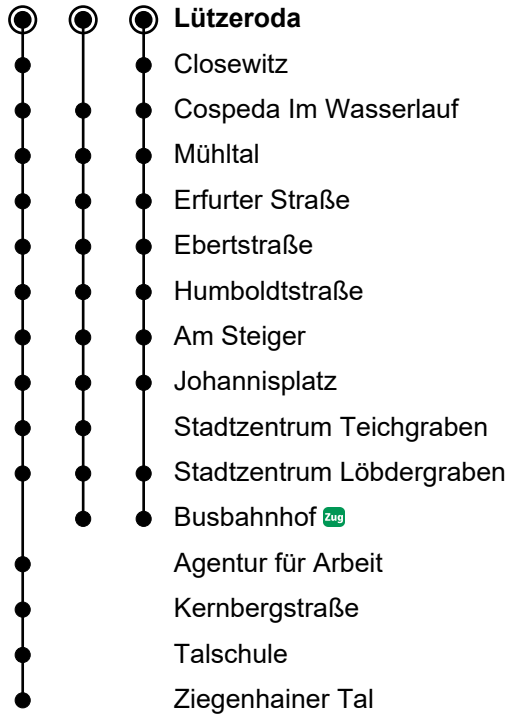 Lützeroda
Closewitz
Cospeda Im Wasserlauf
Mühltal
Erfurter Straße
Ebertstraße
Humboldtstraße
Am Steiger
Johannisplatz
Stadtzentrum Teichgraben
Stadtzentrum Löbdergraben
Busbahnhof Zug
Agentur für Arbeit
Kernbergstraße
Talschule
Ziegenhainer Tal